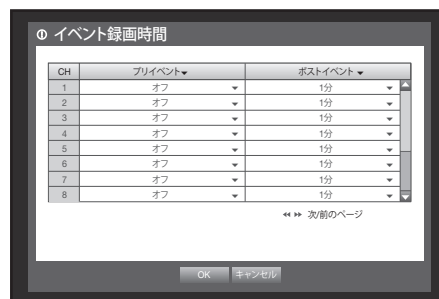 イベント録画時間
CH プリイベント▾ ポストイベント ▾
1 オフ 1分
2 オフ 1分
3 オフ 1分
4 オフ 1分
5 オフ 1分
6 オフ 1分
7 オフ 1分
8 オフ 1分
次/前のページ
OK キャンセル